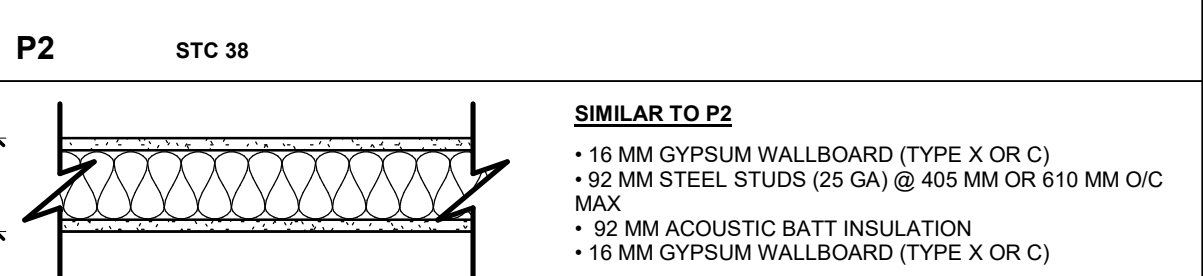 P2 STC 38
SIMILAR TO P2
• 16 MM GYPSUM WALLBOARD (TYPE X OR C)
• 92 MM STEEL STUDS (25 GA) @ 405 MM OR 610 MM O/C
MAX
• 92 MM ACOUSTIC BATT INSULATION
• 16 MM GYPSUM WALLBOARD (TYPE X OR C)